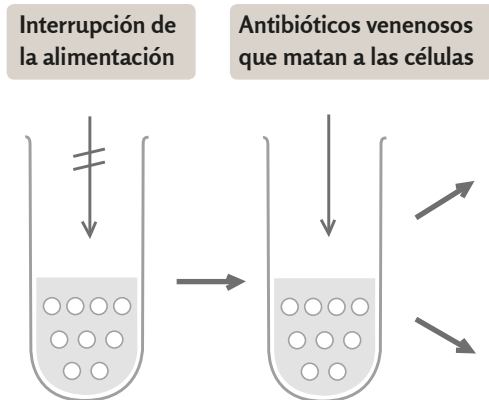 Interrupción de
la alimentación
Antibióticos venenosos
que matan a las células